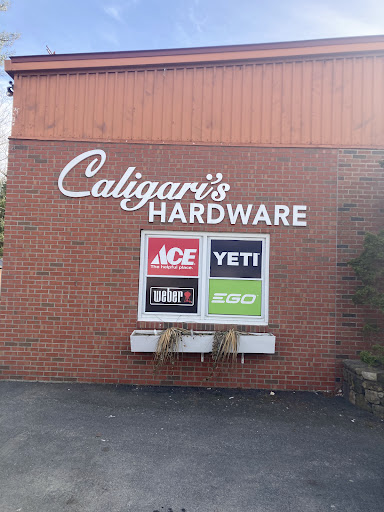 Caligari's
HARDWARE
ACE
The helpful place.
YETI
weber
EGO